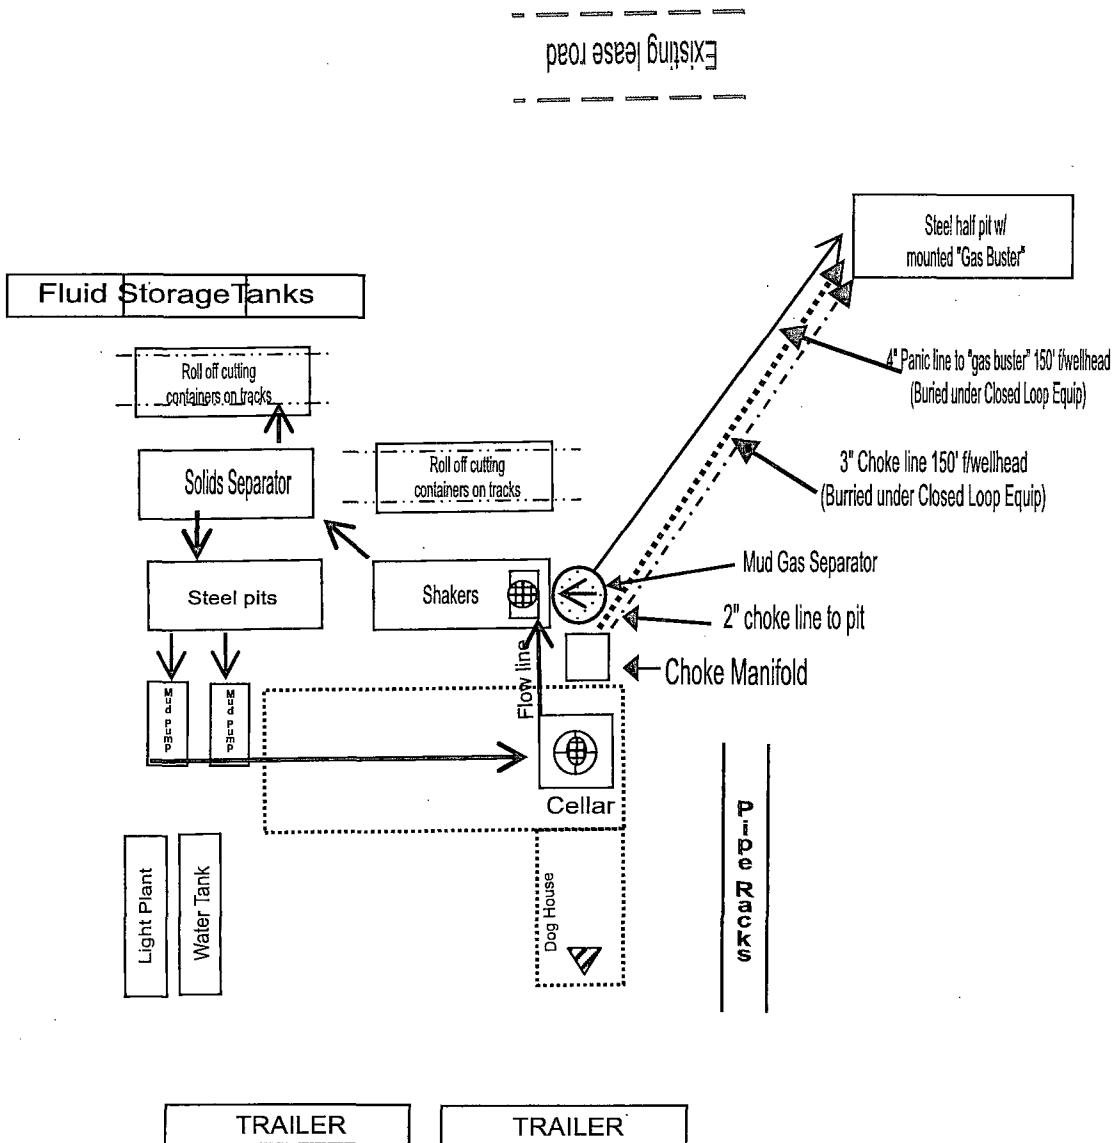 Existing lease road
Steel half pit w/
mounted "Gas Buster"
Fluid StorageTanks
Roll off cutting
containers on tracks
4" Panic line to "gas buster" 150' f/wellhead
(Buried under Closed Loop Equip)
Roll off cutting
containers on tracks
Solids Separator
3" Choke line 150' f/wellhead
(Burried under Closed Loop Equip)
Mud Gas Separator
Steel pits
Shakers
2" choke line to pit
Flow line
Choke Manifold
Mud pump
Mud pump
Cellar
Pipe Racks
Light Plant
Water Tank
Dog House
TRAILER
TRAILER